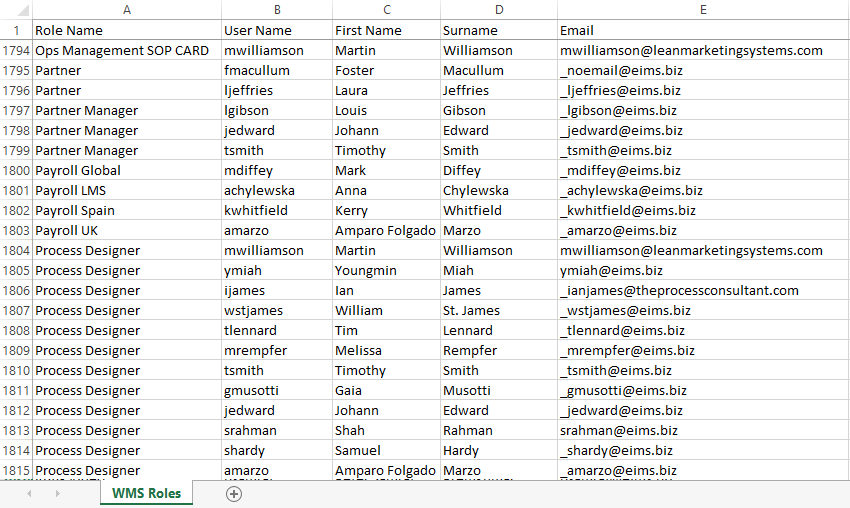 A B C D E
1 Role Name User Name First Name Surname Email
1794 Ops Management SOP CARD mwilliamson Martin Williamson mwilliamson@leanmarketingsystems.com
1795 Partner fmacullum Foster Macullum _noemail@eims.biz
1796 Partner ljeffries Laura Jeffries _ljeffries@eims.biz
1797 Partner Manager lgibson Louis Gibson _lgibson@eims.biz
1798 Partner Manager jedward Johann Edward _jedward@eims.biz
1799 Partner Manager tsmith Timothy Smith _tsmith@eims.biz
1800 Payroll Global mdiffey Mark Diffey _mdiffey@eims.biz
1801 Payroll LMS achylewska Anna Chylewska _achylewska@eims.biz
1802 Payroll Spain kwhitfield Kerry Whitfield _kwhitfield@eims.biz
1803 Payroll UK amarzo Amparo Folgado Marzo _amarzo@eims.biz
1804 Process Designer mwilliamson Martin Williamson mwilliamson@leanmarketingsystems.com
1805 Process Designer ymiah Youngmin Miah ymiah@eims.biz
1806 Process Designer ijames Ian James _ianjames@theprocessconsultant.com
1807 Process Designer wstjames William St. James _wstjames@eims.biz
1808 Process Designer tlennard Tim Lennard _tlennard@eims.biz
1809 Process Designer mrempfer Melissa Rempfer _mrempfer@eims.biz
1810 Process Designer tsmith Timothy Smith _tsmith@eims.biz
1811 Process Designer gmusotti Gaia Musotti _gmusotti@eims.biz
1812 Process Designer jedward Johann Edward _jedward@eims.biz
1813 Process Designer srahman Shah Rahman srahman@eims.biz
1814 Process Designer shardy Samuel Hardy _shardy@eims.biz
1815 Process Designer amarzo Amparo Folgado Marzo _amarzo@eims.biz
WMS Roles